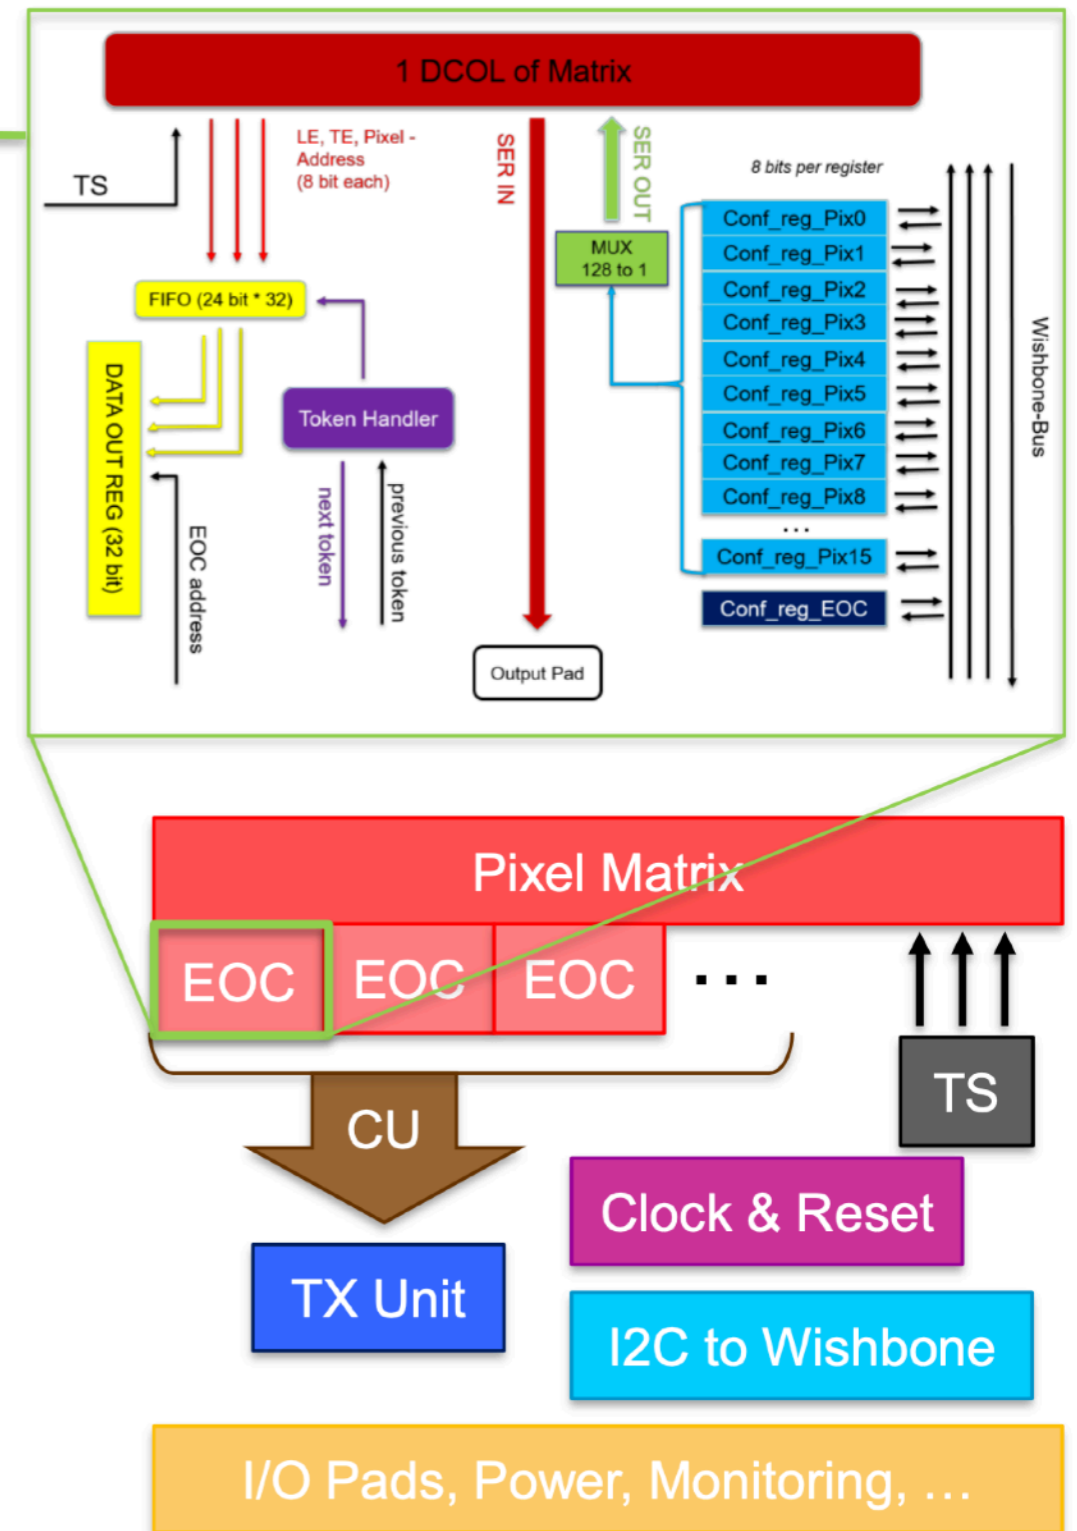 1 DCOL of Matrix
TS
LE, TE, Pixel -
Address
(8 bit each)
SER IN
SER OUT
8 bits per register
MUX
128 to 1
Conf_reg_Pix0
Conf_reg_Pix1
Conf_reg_Pix2
Conf_reg_Pix3
Conf_reg_Pix4
Conf_reg_Pix5
Conf_reg_Pix6
Conf_reg_Pix7
Conf_reg_Pix8
...
Conf_reg_Pix15
Conf_reg_EOC
Wishbone-Bus
FIFO (24 bit * 32)
DATA OUT REG (32 bit)
Token Handler
EOC address
next token
previous token
Output Pad
Pixel Matrix
EOC
EOC
EOC
...
TS
CU
Clock & Reset
TX Unit
I2C to Wishbone
I/O Pads, Power, Monitoring, ...